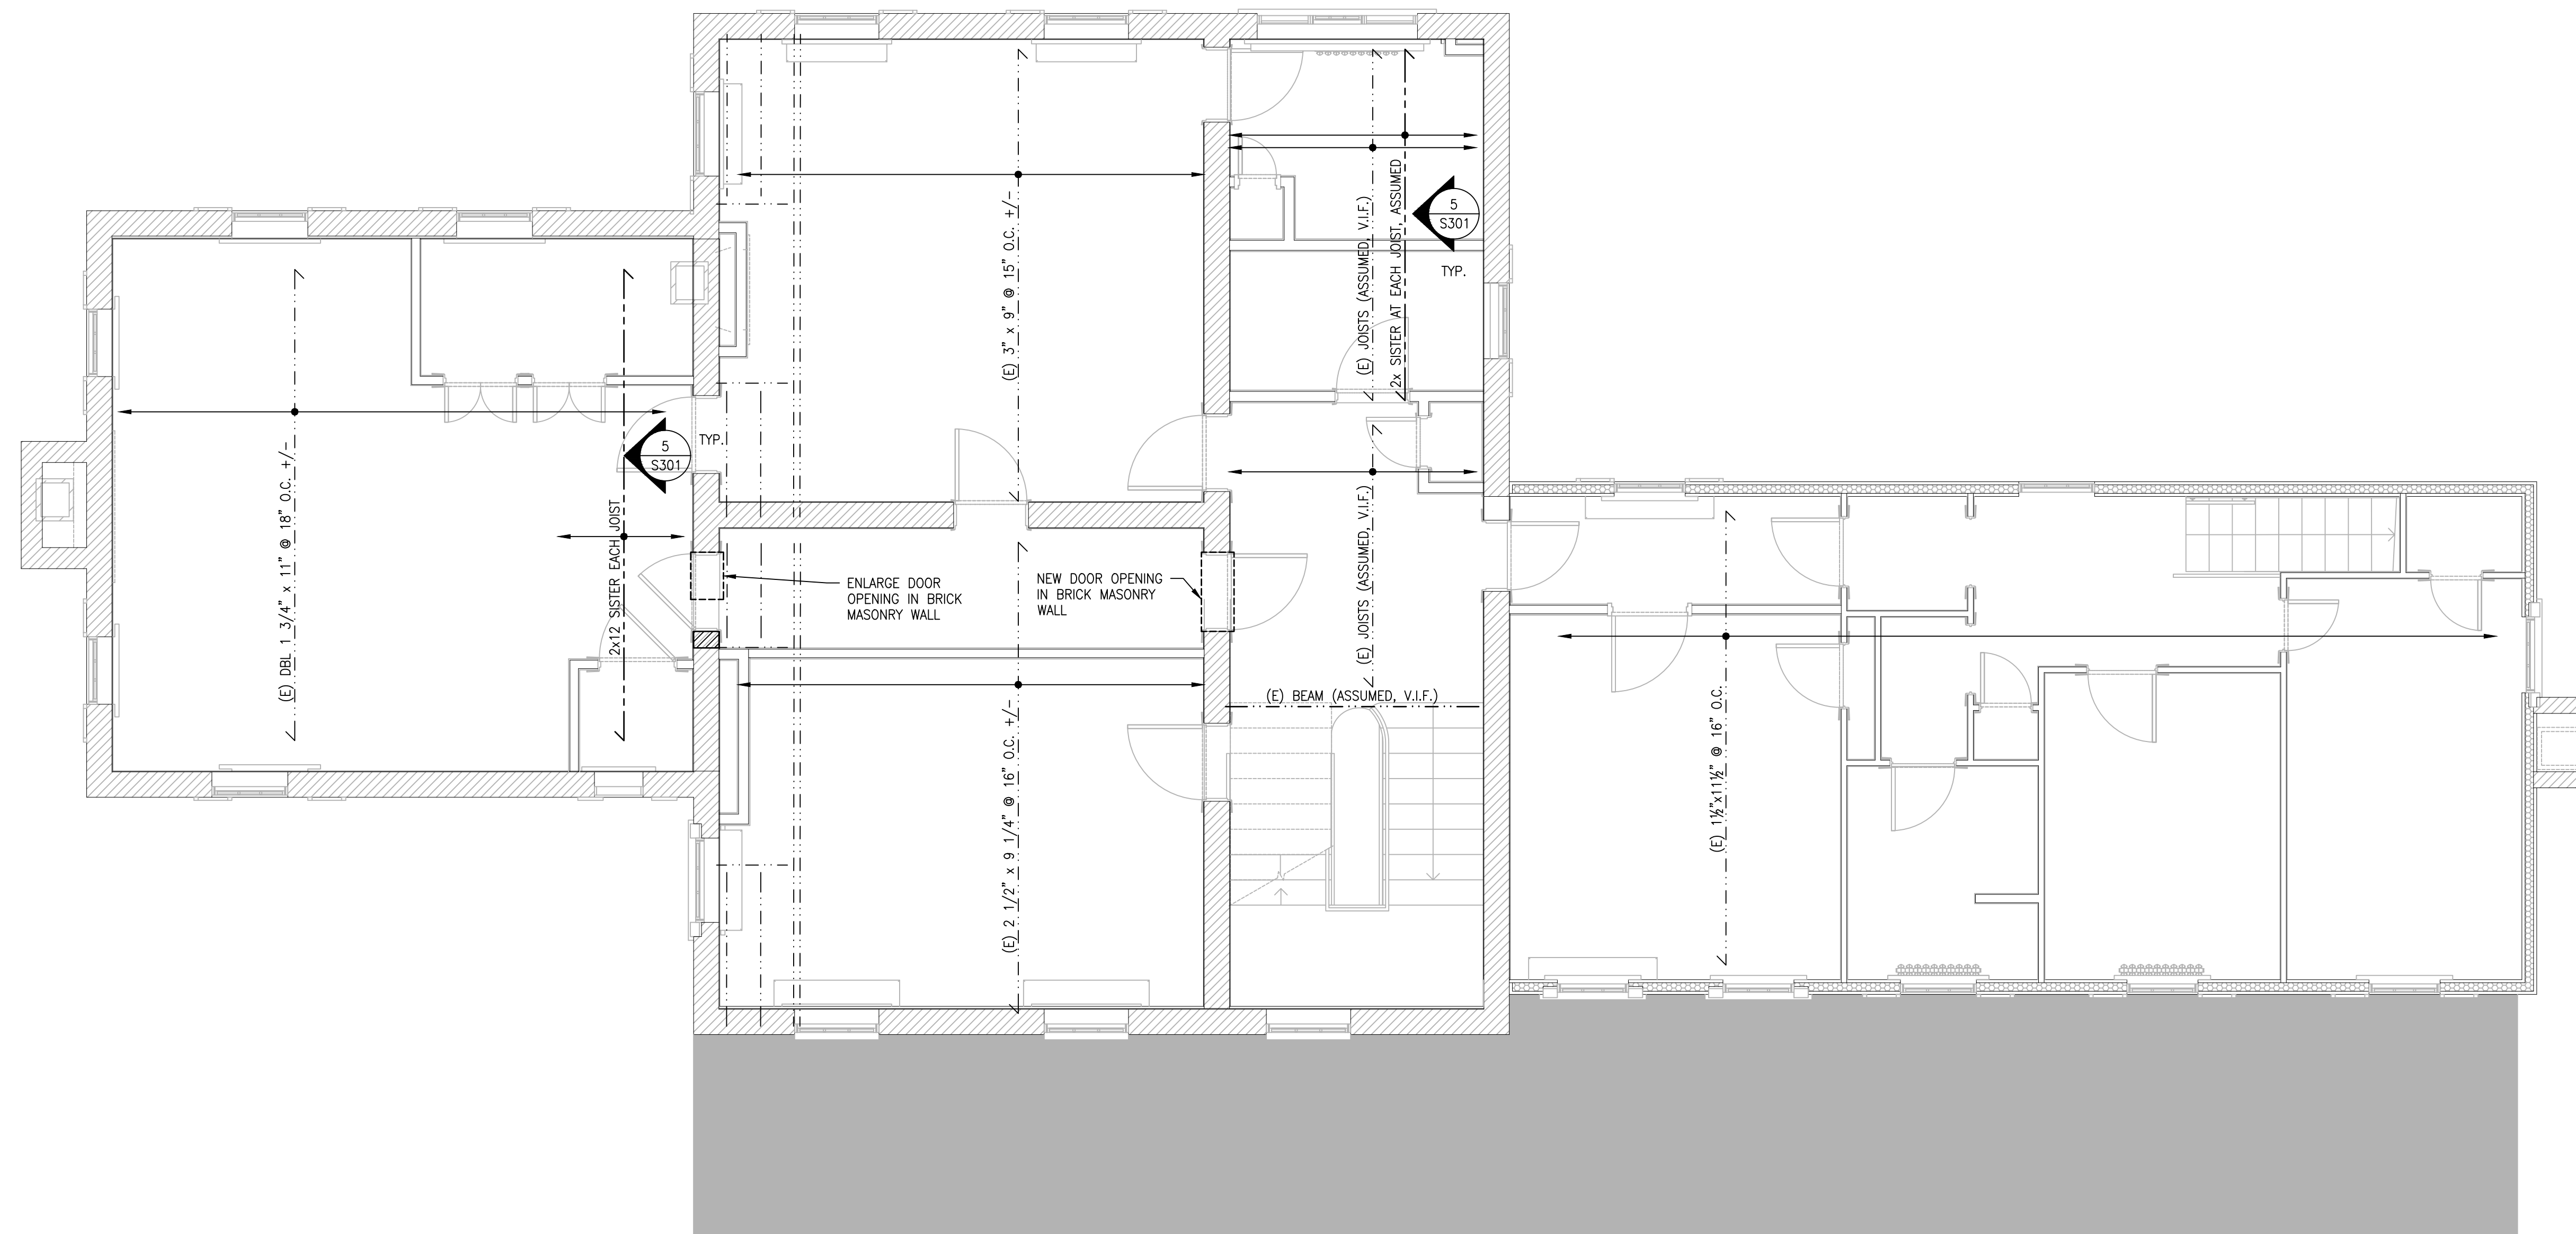 (E) DBL 1 3/4" x 11" @ 18" O.C. +/-
2x12 SISTER EACH JOIST
5
S301
TYP.
(E) 3" x 9" @ 15" O.C. +/-
(E) JOISTS (ASSUMED, V.I.F.)
2x SISTER AT EACH JOIST, ASSUMED
5
S301
TYP.
ENLARGE DOOR
OPENING IN BRICK
MASONRY WALL
NEW DOOR OPENING
IN BRICK MASONRY
WALL
(E) JOISTS (ASSUMED, V.I.F.)
(E) BEAM (ASSUMED, V.I.F.)
(E) 2 1/2" x 9 1/4" @ 16" O.C. +/-
(E) 1½"x11½" @ 16" O.C.